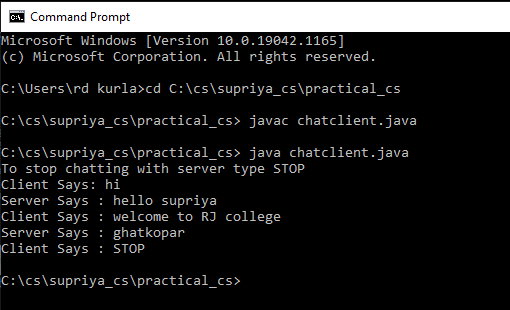 Command Prompt
Microsoft Windows [Version 10.0.19042.1165]
(c) Microsoft Corporation. All rights reserved.
C:\Users\rd kurla>cd C:\cs\supriya_cs\practical_cs
C:\cs\supriya_cs\practical_cs> javac chatclient.java
C:\cs\supriya_cs\practical_cs> java chatclient.java
To stop chatting with server type STOP
Client Says: hi
Server Says : hello supriya
Client Says : welcome to RJ college
Server Says : ghatkopar
Client Says : STOP
C:\cs\supriya_cs\practical_cs>